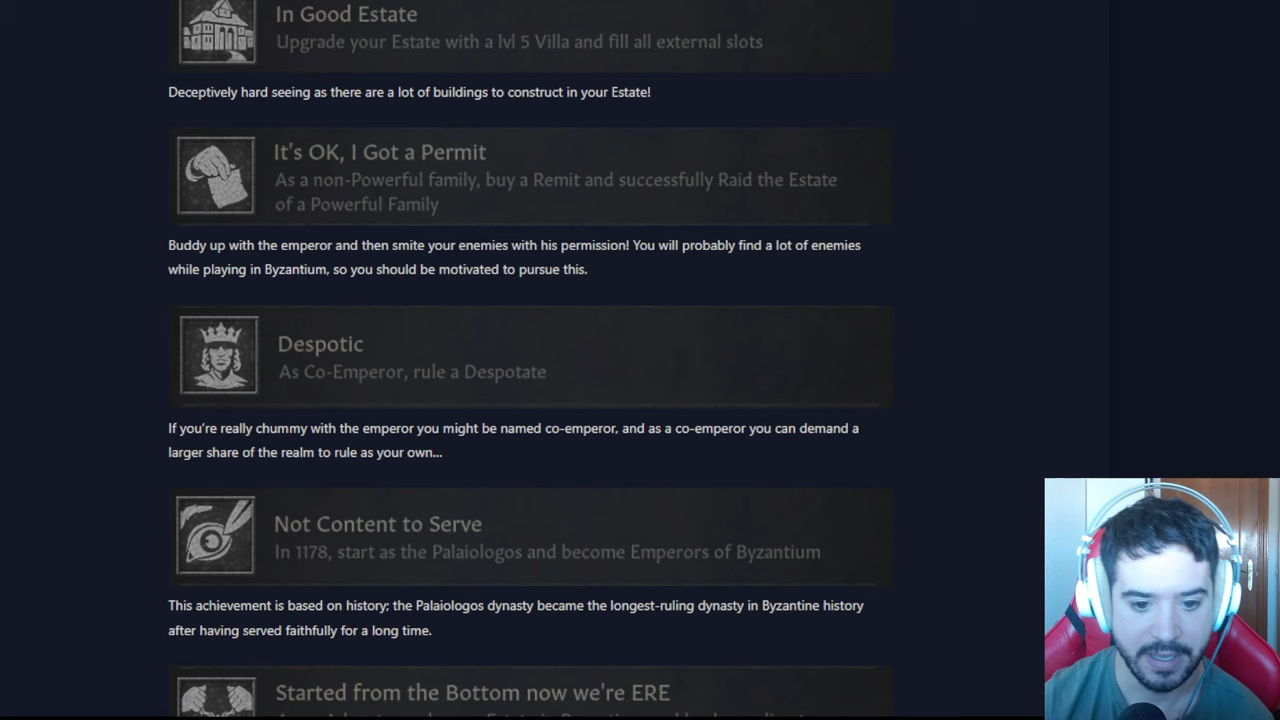 In Good Estate
Upgrade your Estate with a lvl 5 Villa and fill all external slots
Deceptively hard seeing as there are a lot of buildings to construct in your Estate!
It's OK, I Got a Permit
As a non-Powerful family, buy a Remit and successfully Raid the Estate
of a Powerful Family
Buddy up with the emperor and then smite your enemies with his permission! You will probably find a lot of enemies
while playing in Byzantium, so you should be motivated to pursue this.
Despotic
As Co-Emperor, rule a Despotate
If you're really chummy with the emperor you might be named co-emperor, and as a co-emperor you can demand a
larger share of the realm to rule as your own...
Not Content to Serve
In 1178, start as the Palaiologos and become Emperors of Byzantium
This achievement is based on history; the Palaiologos dynasty became the longest-ruling dynasty in Byzantine history
after having served faithfully for a long time.
Started from the Bottom now we're ERE